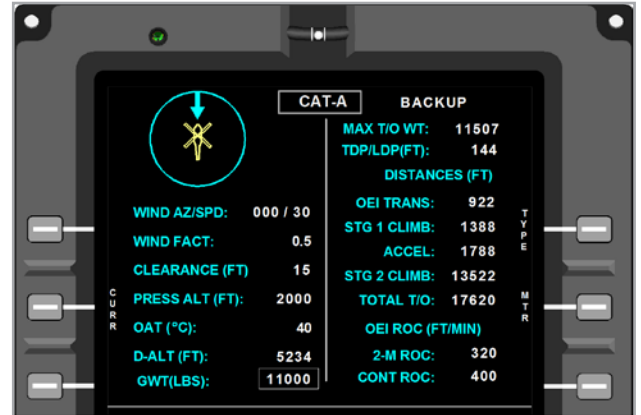 CAT-A BACKUP
WIND AZ/SPD: 000 / 30
WIND FACT: 0.5
CLEARANCE (FT) 15
PRESS ALT (FT): 2000
OAT (°C): 40
D-ALT (FT): 5234
GWT(LBS): 11000
CURR
MAX T/O WT: 11507
TDP/LDP(FT): 144
DISTANCES (FT)
OEI TRANS: 922
STG 1 CLIMB: 1388
ACCEL: 1788
STG 2 CLIMB: 13522
TOTAL T/O: 17620
OEI ROC (FT/MIN)
2-M ROC: 320
CONT ROC: 400
TYPE
MTR